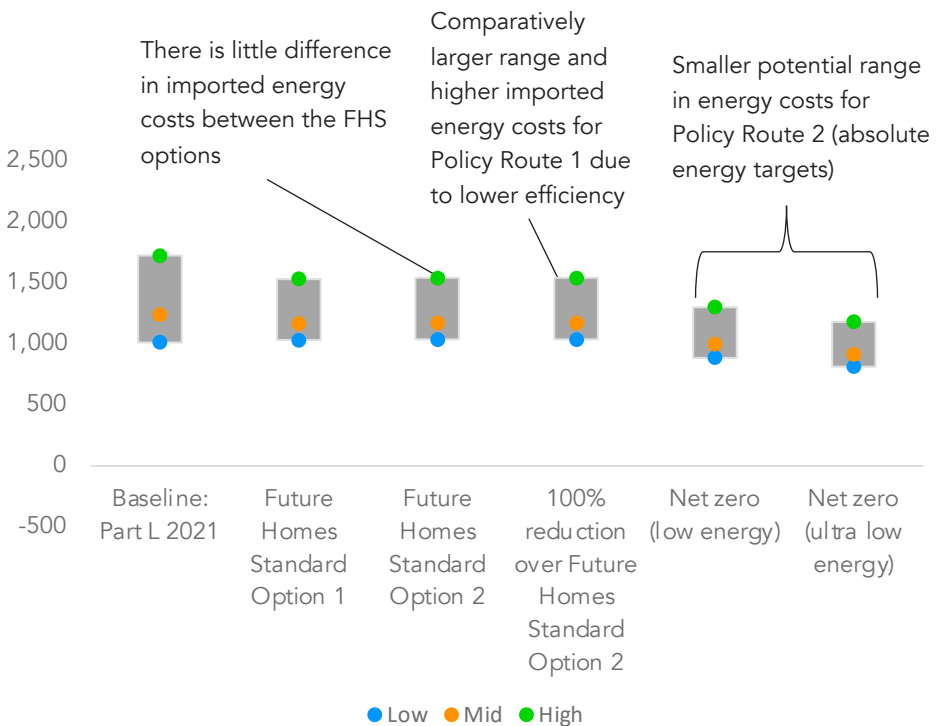 There is little difference
in imported energy
costs between the FHS
options
Comparatively
larger range and
higher imported
energy costs for
Policy Route 1 due
to lower efficiency
Smaller potential range
in energy costs for
Policy Route 2 (absolute
energy targets)
2,500
2,000
1,500
1,000
500
0
-500
Baseline:
Part L 2021
Future
Homes
Standard
Option 1
Future
Homes
Standard
Option 2
100%
reduction
over Future
Homes
Standard
Option 2
Net zero
(low energy)
Net zero
(ultra low
energy)
Low Mid High